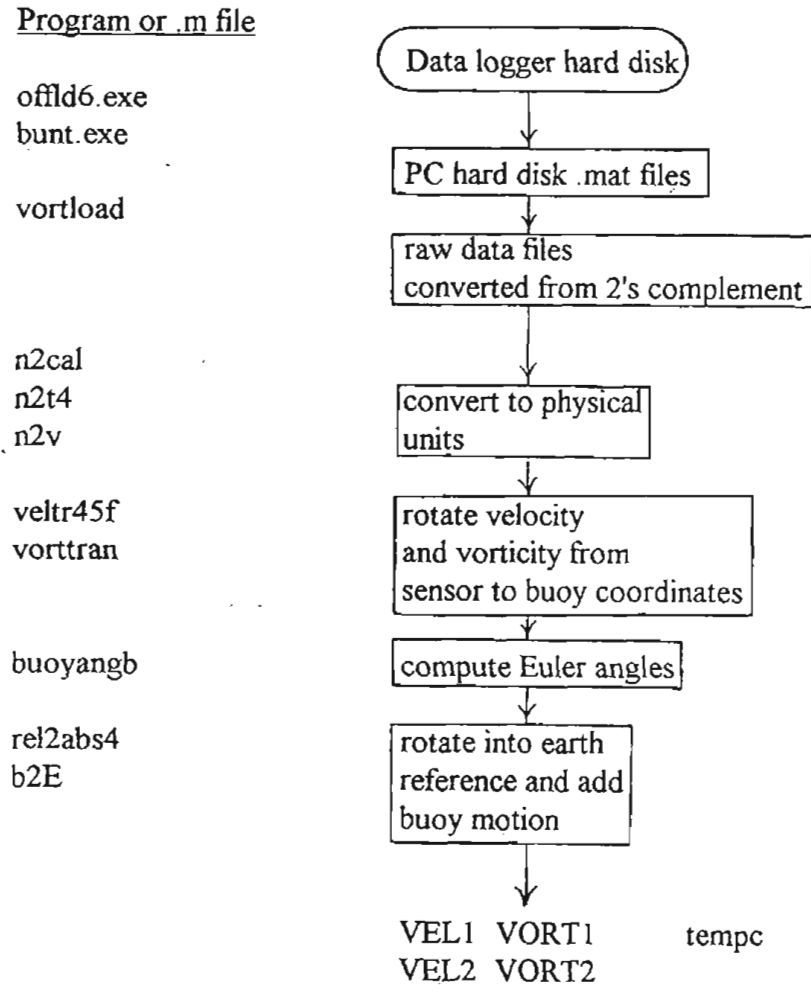 Program or .m file
Data logger hard disk
offld6.exe
bunt.exe
PC hard disk .mat files
vortload
raw data files
converted from 2's complement
n2cal
n2t4
n2v
convert to physical
units
veltr45f
vorttran
rotate velocity
and vorticity from
sensor to buoy coordinates
buoyangb
compute Euler angles
rel2abs4
b2E
rotate into earth
reference and add
buoy motion
VEL1 VORT1 tempc
VEL2 VORT2